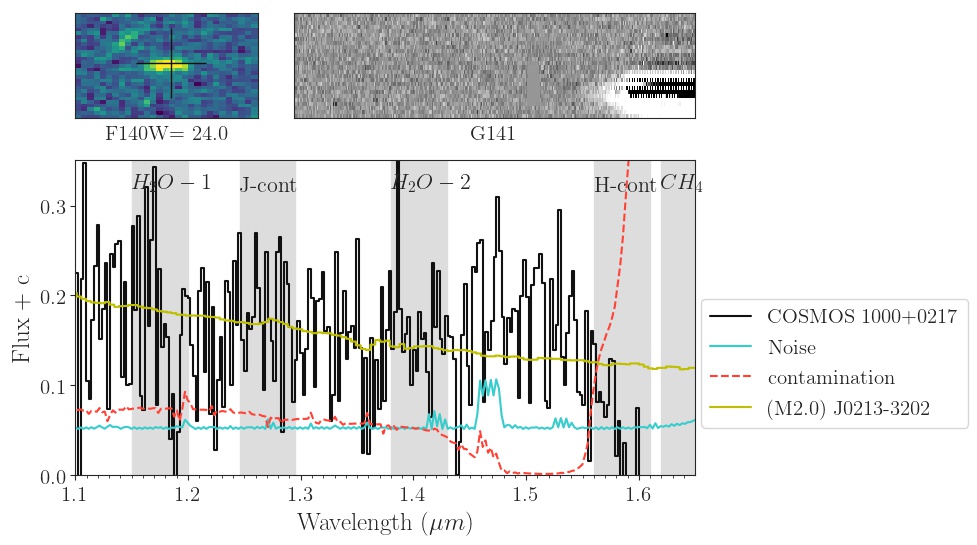 F140W= 24.0
G141
H₂O − 1
J-cont
H₂O − 2
H-cont
CH₄
0.3
0.2
0.1
0.0
Flux + c
1.1
1.2
1.3
1.4
1.5
1.6
Wavelength (μm)
COSMOS 1000+0217
Noise
contamination
(M2.0) J0213-3202